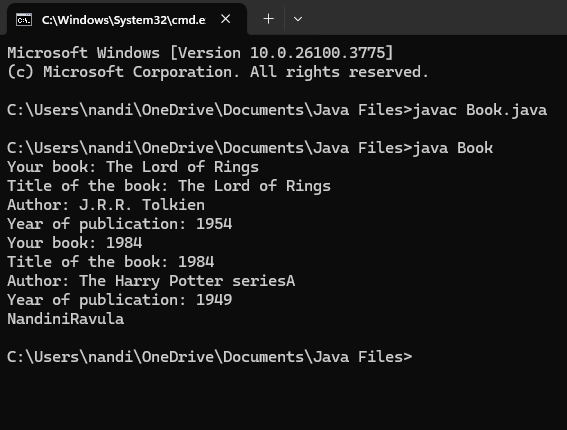 C:\Windows\System32\cmd.e
Microsoft Windows [Version 10.0.26100.3775]
(c) Microsoft Corporation. All rights reserved.
C:\Users\nandi\OneDrive\Documents\Java Files>javac Book.java
C:\Users\nandi\OneDrive\Documents\Java Files>java Book
Your book: The Lord of Rings
Title of the book: The Lord of Rings
Author: J.R.R. Tolkien
Year of publication: 1954
Your book: 1984
Title of the book: 1984
Author: The Harry Potter seriesA
Year of publication: 1949
NandiniRavula
C:\Users\nandi\OneDrive\Documents\Java Files>